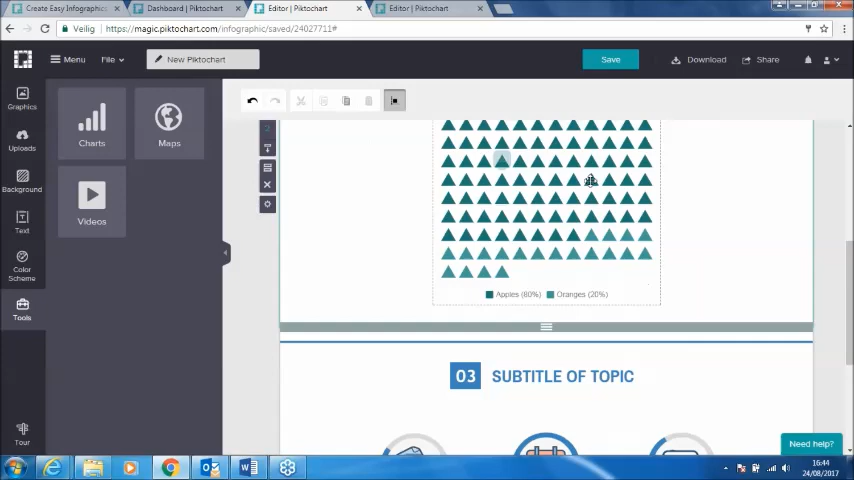 Create Easy Infographics
Dashboard | Piktochart
Editor | Piktochart
Editor | Piktochart
Veilig
https://magic.piktochart.com/infographic/saved/24027711#
Menu
File
New Piktochart
Save
Download
Share
Graphics
Charts
Maps
2
Uploads
Background
Videos
Text
Color
Scheme
Tools
Apples (80%)
Oranges (20%)
03
SUBTITLE OF TOPIC
Tour
Need help?
16:44
24/08/2017